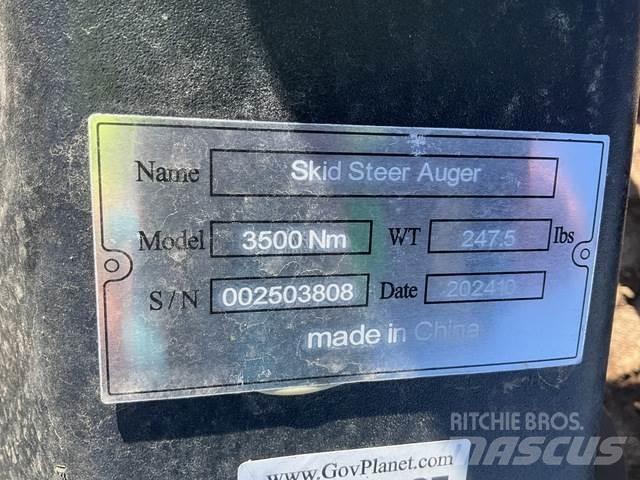 Name Skid Steer Auger
Model 3500 Nm WT 247.5 lbs
S/N 002503808 Date 202410
made in China
RITCHIE BROS.
MASCUS
www.GovPlanet.com